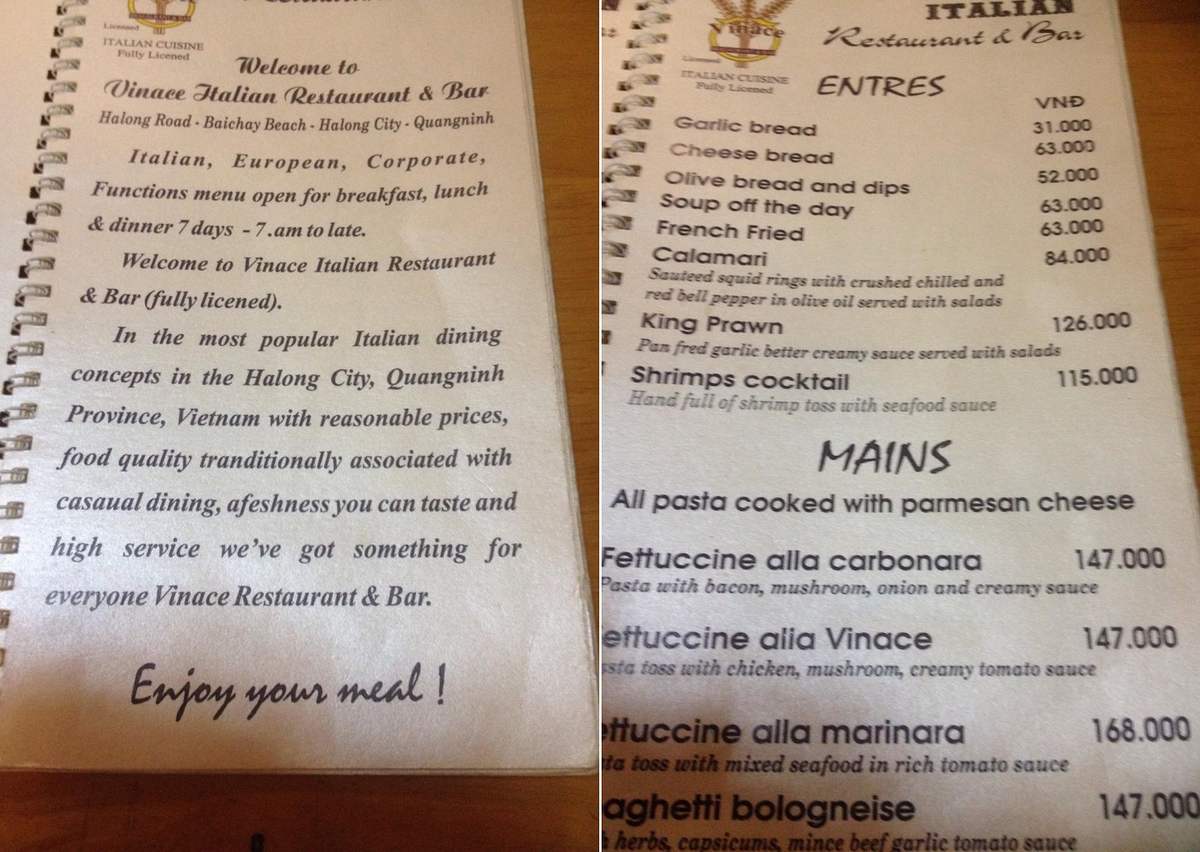 Licensed
ITALIAN CUISINE
Fully Licened
Welcome to
Vinace Italian Restaurant & Bar
Halong Road - Baichay Beach - Halong City - Quangninh
Italian, European, Corporate,
Functions menu open for breakfast, lunch
& dinner 7 days - 7.am to late.
Welcome to Vinace Italian Restaurant
& Bar (fully licened).
In the most popular Italian dining
concepts in the Halong City, Quangninh
Province, Vietnam with reasonable prices,
food quality tranditionally associated with
casaual dining, afeshness you can taste and
high service we've got something for
everyone Vinace Restaurant & Bar.
Enjoy your meal !
Vinace
Licensed
ITALIAN CUISINE
Fully Licened
ITALIAN
Restaurant & Bar
ENTRES
VNĐ
Garlic bread 31.000
Cheese bread 63.000
Olive bread and dips 52.000
Soup off the day 63.000
French Fried 63.000
Calamari 84.000
Sauteed squid rings with crushed chilled and
red bell pepper in olive oil served with salads
King Prawn 126.000
Pan fred garlic better creamy sauce served with salads
Shrimps cocktail 115.000
Hand full of shrimp toss with seafood sauce
MAINS
All pasta cooked with parmesan cheese
Fettuccine alla carbonara 147.000
Pasta with bacon, mushroom, onion and creamy sauce
ettuccine alla Vinace 147.000
sta toss with chicken, mushroom, creamy tomato sauce
ettuccine alla marinara 168.000
ta toss with mixed seafood in rich tomato sauce
aghetti bologneise 147.000
herbs, capsicums, mince beef garlic tomato sauce